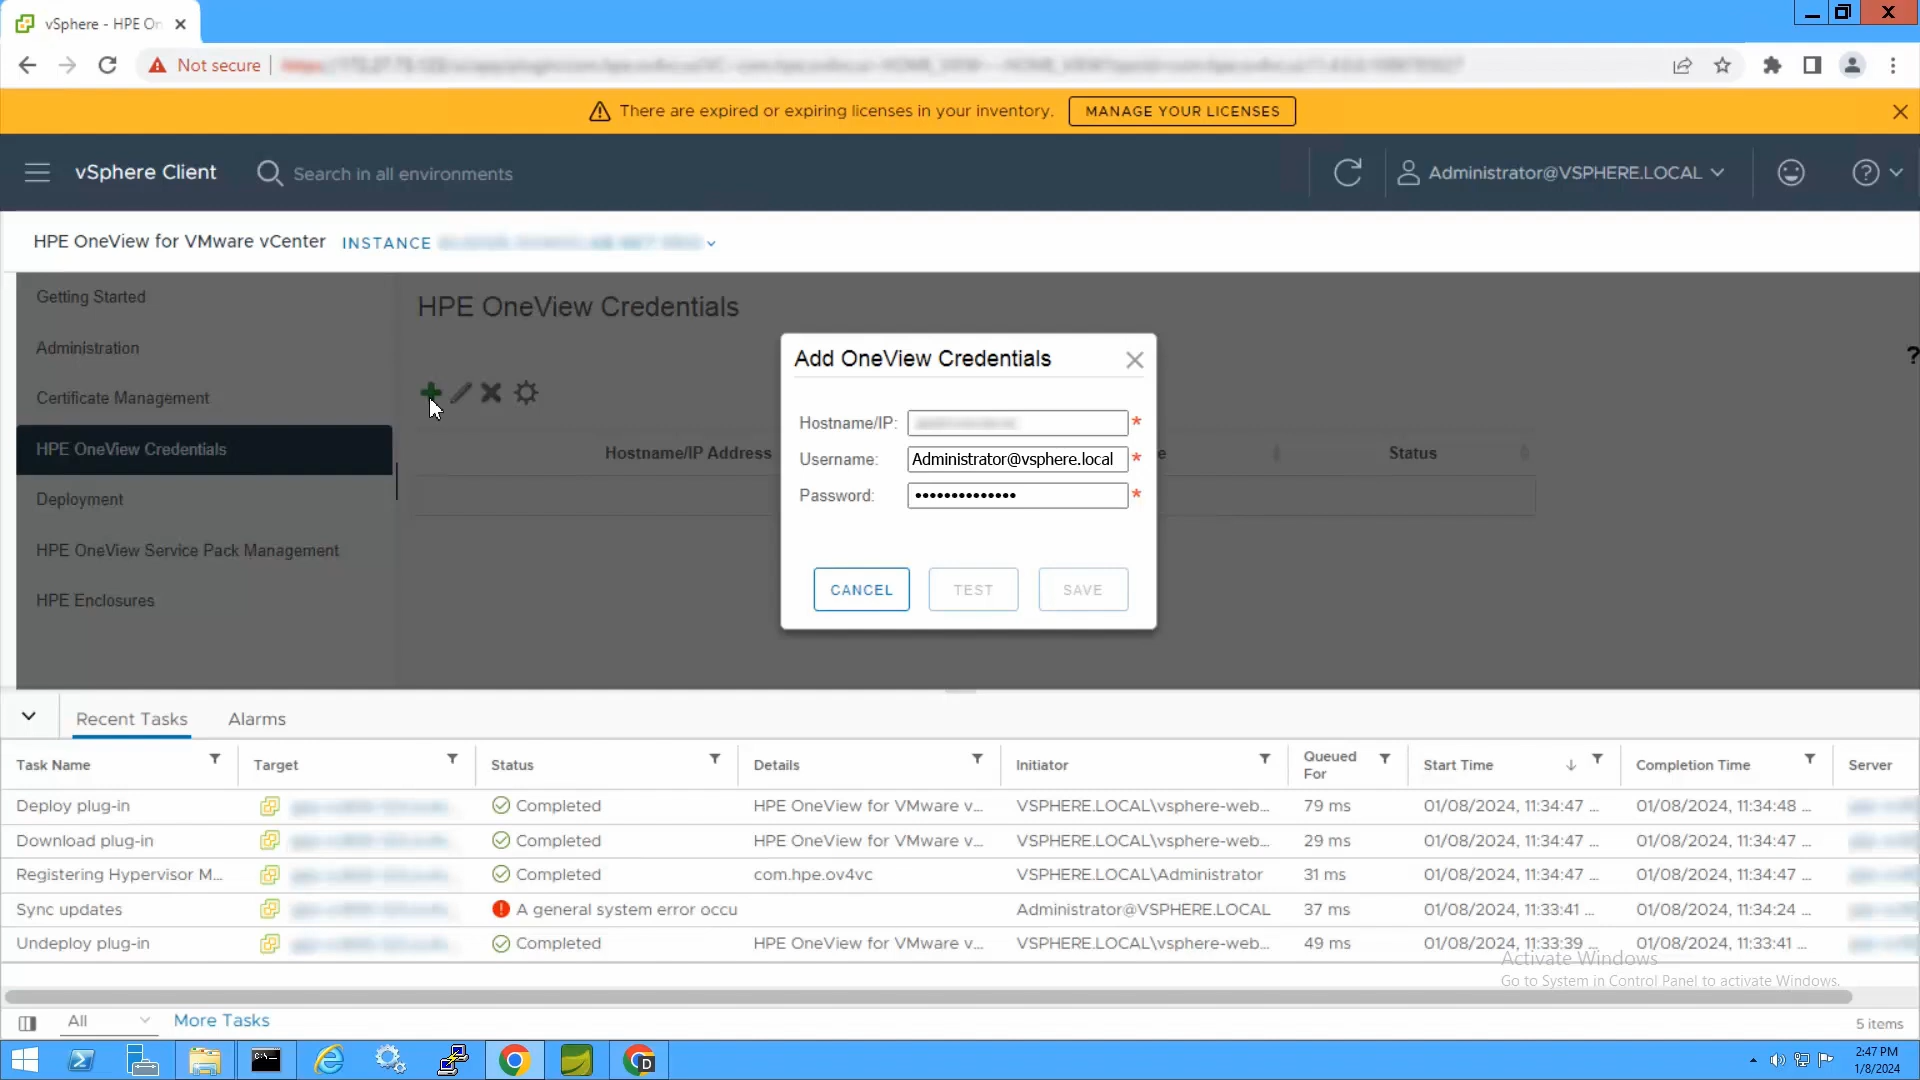 vSphere - HPE On
Not secure
There are expired or expiring licenses in your inventory. MANAGE YOUR LICENSES
vSphere Client
Search in all environments
Administrator@VSPHERE.LOCAL
HPE OneView for VMware vCenter INSTANCE
Getting Started
Administration
Certificate Management
HPE OneView Credentials
Deployment
HPE OneView Service Pack Management
HPE Enclosures
HPE OneView Credentials
?
Hostname/IP Address
e
Status
Add OneView Credentials
Hostname/IP: *
Username: Administrator@vsphere.local *
Password: •••••••••••••• *
CANCEL TEST SAVE
Recent Tasks Alarms
Task Name Target Status Details Initiator Queued For Start Time Completion Time Server
Deploy plug-in Completed HPE OneView for VMware v... VSPHERE.LOCAL\vsphere-web... 79 ms 01/08/2024, 11:34:47 ... 01/08/2024, 11:34:48 ...
Download plug-in Completed HPE OneView for VMware v... VSPHERE.LOCAL\vsphere-web... 29 ms 01/08/2024, 11:34:47 ... 01/08/2024, 11:34:47 ...
Registering Hypervisor M... Completed com.hpe.ov4vc VSPHERE.LOCAL\Administrator 31 ms 01/08/2024, 11:34:47 ... 01/08/2024, 11:34:47 ...
Sync updates A general system error occu Administrator@VSPHERE.LOCAL 37 ms 01/08/2024, 11:33:41 ... 01/08/2024, 11:34:24 ...
Undeploy plug-in Completed HPE OneView for VMware v... VSPHERE.LOCAL\vsphere-web... 49 ms 01/08/2024, 11:33:39 ... 01/08/2024, 11:33:41 ...
Activate Windows
Go to System in Control Panel to activate Windows.
All More Tasks
5 items
2:47 PM
1/8/2024